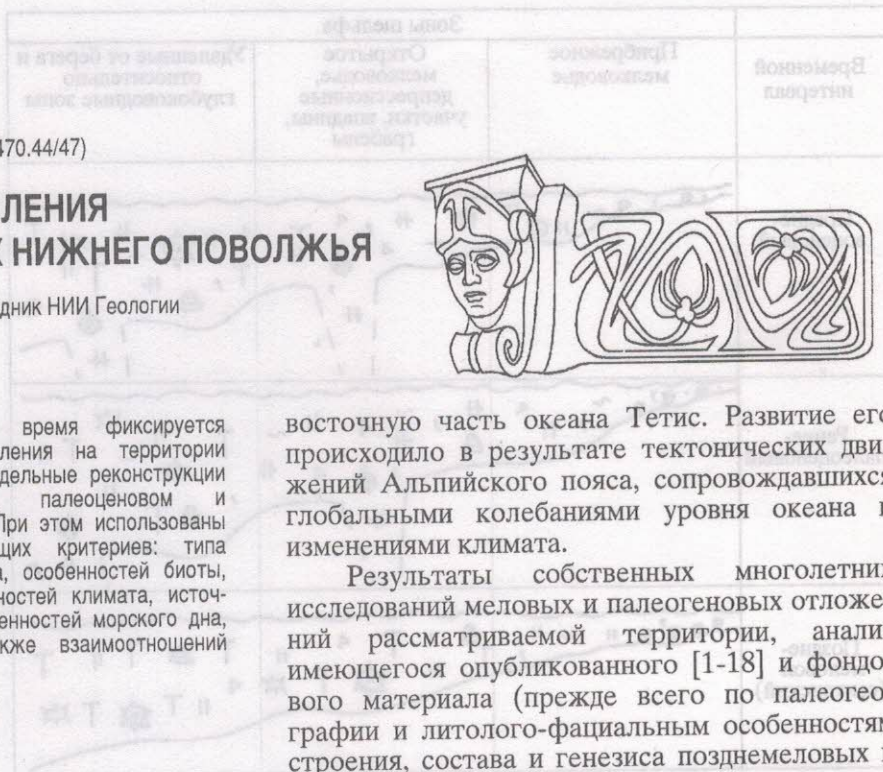 470.44/47)
ЛЕНИЯ
Х НИЖНЕГО ПОВОЛЖЬЯ
дник НИИ Геологии
время фиксируется
ления на территории
дельные реконструкции
палеоценовом и
При этом использованы
щих критериев: типа
а, особенностей биоты,
ностей климата, источ-
енностей морского дна,
кже взаимоотношений
восточную часть океана Тетис. Развитие его
происходило в результате тектонических дви
жений Альпийского пояса, сопровождавшихся
глобальными колебаниями уровня океана и
изменениями климата.
Результаты собственных многолетни
исследований меловых и палеогеновых отложе
ний рассматриваемой территории, анали
имеющегося опубликованного [1-18] и фондо
вого материала (прежде всего по палеогео
графии и литолого-фациальным особенностям
строения, состава и генезиса позднемеловых и